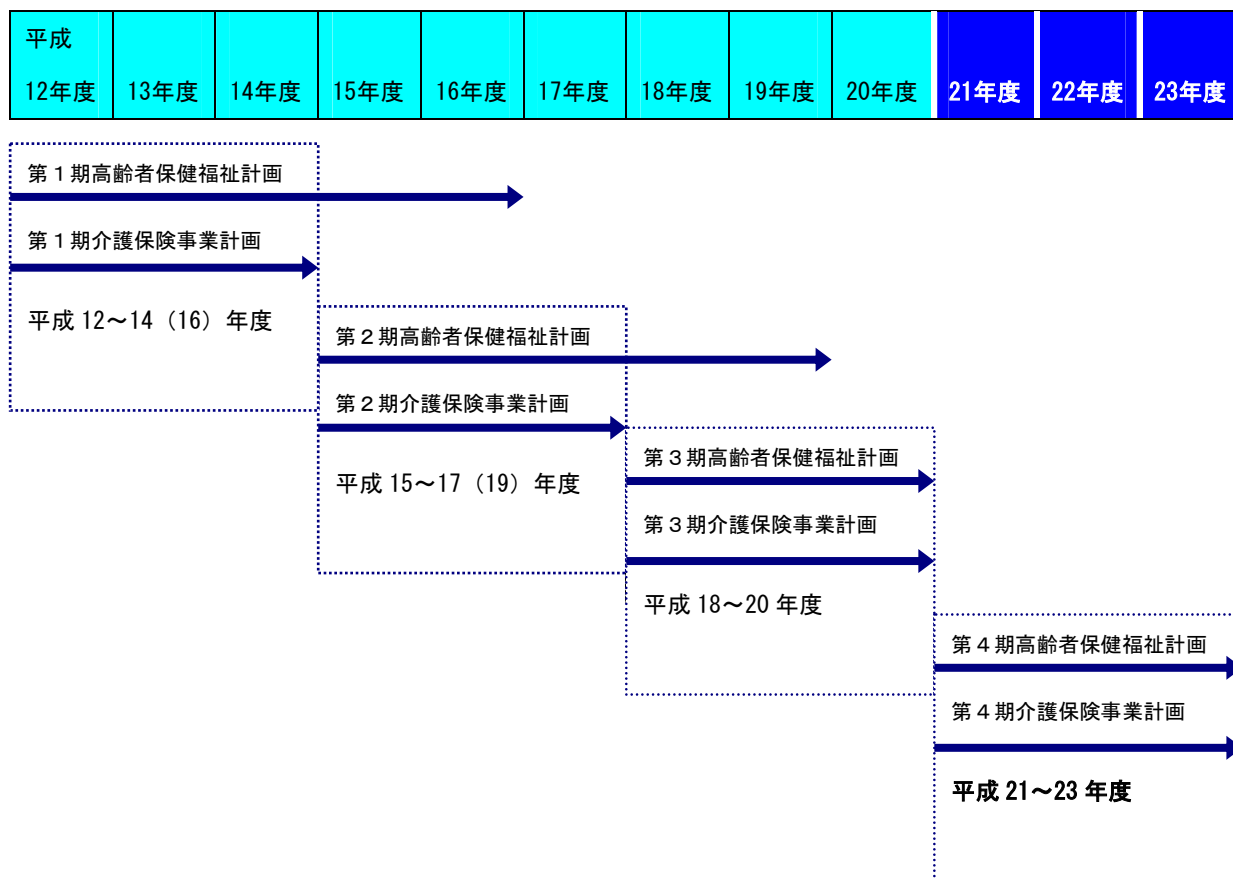 平成
12年度 13年度 14年度 15年度 16年度 17年度 18年度 19年度 20年度 21年度 22年度 23年度
第1期高齢者保健福祉計画
第1期介護保険事業計画
平成 12～14（16）年度
第2期高齢者保健福祉計画
第2期介護保険事業計画
平成 15～17（19）年度
第3期高齢者保健福祉計画
第3期介護保険事業計画
平成 18～20 年度
第4期高齢者保健福祉計画
第4期介護保険事業計画
平成 21～23 年度